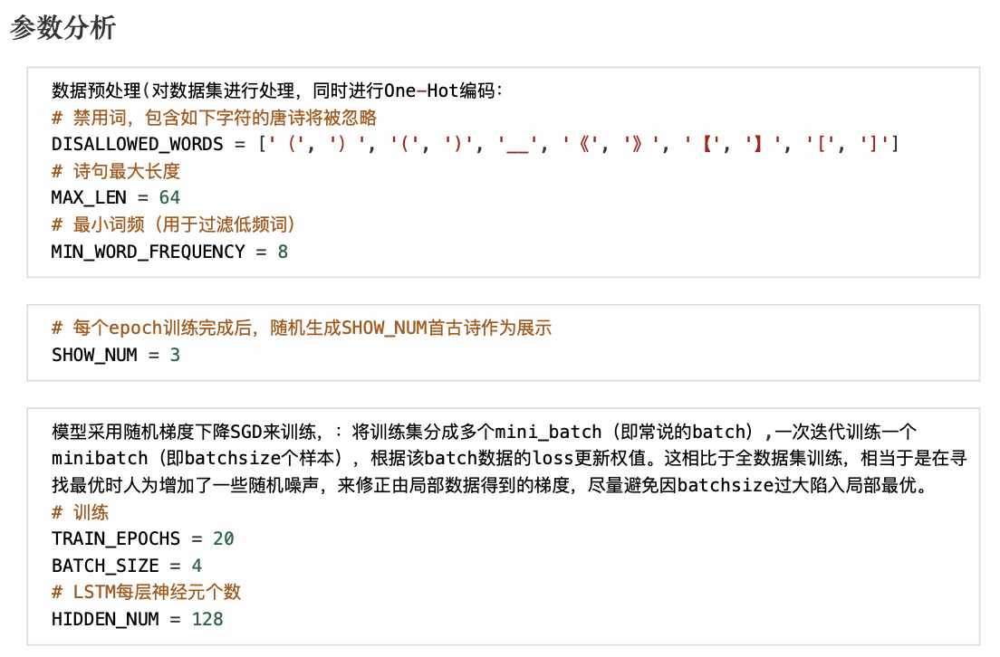 参数分析
数据预处理(对数据集进行处理，同时进行One-Hot编码：
# 禁用词，包含如下字符的唐诗将被忽略
DISALLOWED_WORDS = ['（', '）', '(', ')', '__', '《', '》', '【', '】', '[', ']']
# 诗句最大长度
MAX_LEN = 64
# 最小词频（用于过滤低频词）
MIN_WORD_FREQUENCY = 8
# 每个epoch训练完成后，随机生成SHOW_NUM首古诗作为展示
SHOW_NUM = 3
模型采用随机梯度下降SGD来训练，：将训练集分成多个mini_batch（即常说的batch）,一次迭代训练一个
minibatch（即batchsize个样本），根据该batch数据的loss更新权值。这相比于全数据集训练，相当于是在寻
找最优时人为增加了一些随机噪声，来修正由局部数据得到的梯度，尽量避免因batchsize过大陷入局部最优。
# 训练
TRAIN_EPOCHS = 20
BATCH_SIZE = 4
# LSTM每层神经元个数
HIDDEN_NUM = 128